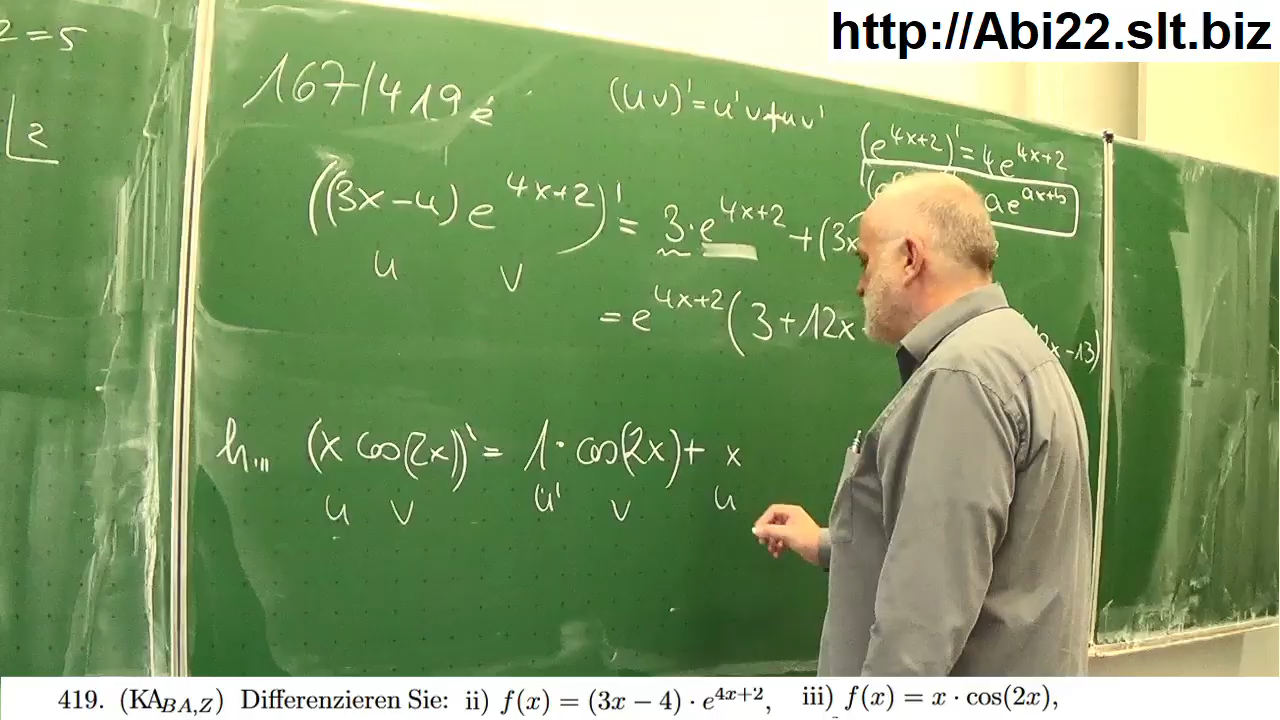 http://Abi22.slt.biz
2 = 5
2
167/419 e
(uv)' = u'v + uv'
(e^{4x+2})' = 4e^{4x+2}
ae^{ax+b}
((3x-4) e^{4x+2})' = 3·e^{4x+2} + (3x
u v
= e^{4x+2} (3 + 12x
x -13)
(x cos(2x))' = 1· cos(2x) + x
u v u' v u
419. (KA_{BA,Z}) Differenzieren Sie: ii) f(x) = (3x − 4) · e^{4x+2}, iii) f(x) = x · cos(2x),